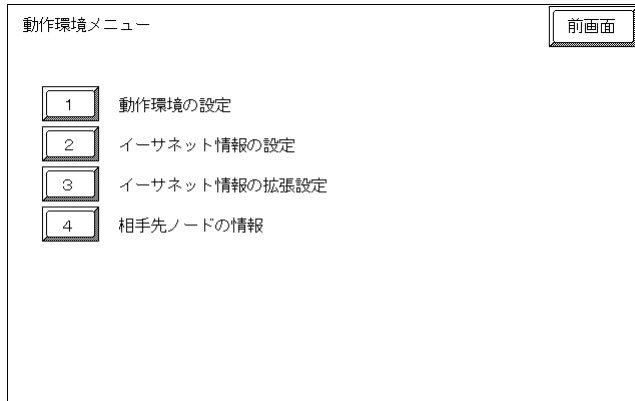 動作環境メニュー
前画面
1 動作環境の設定
2 イーサネット情報の設定
3 イーサネット情報の拡張設定
4 相手先ノードの情報